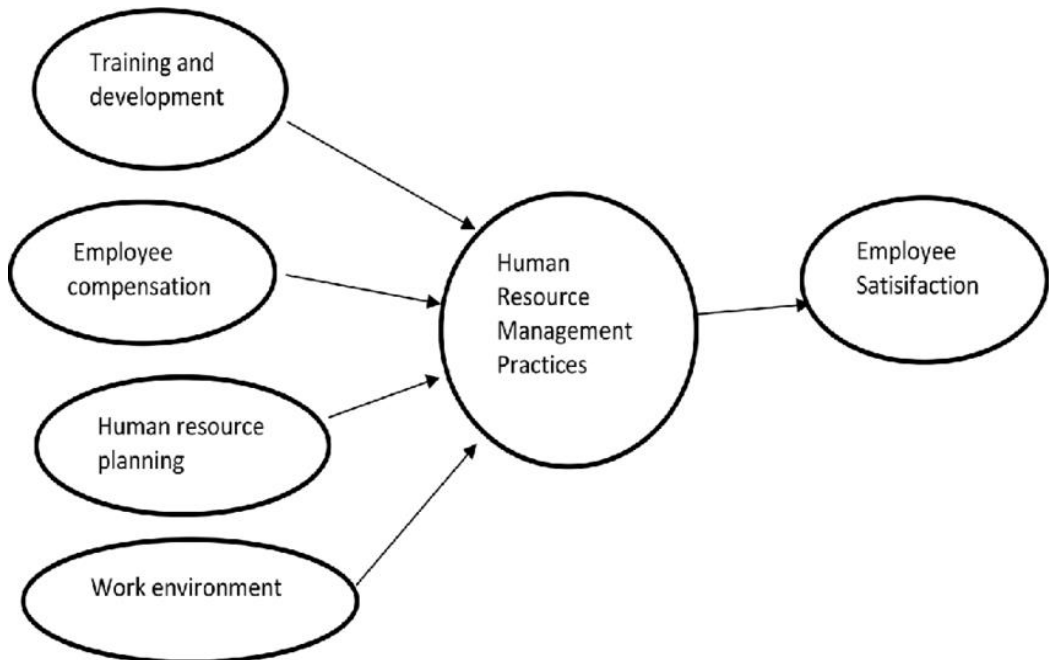 Training and
development
Employee
compensation
Human resource
planning
Work environment
Human
Resource
Management
Practices
Employee
Satisifaction